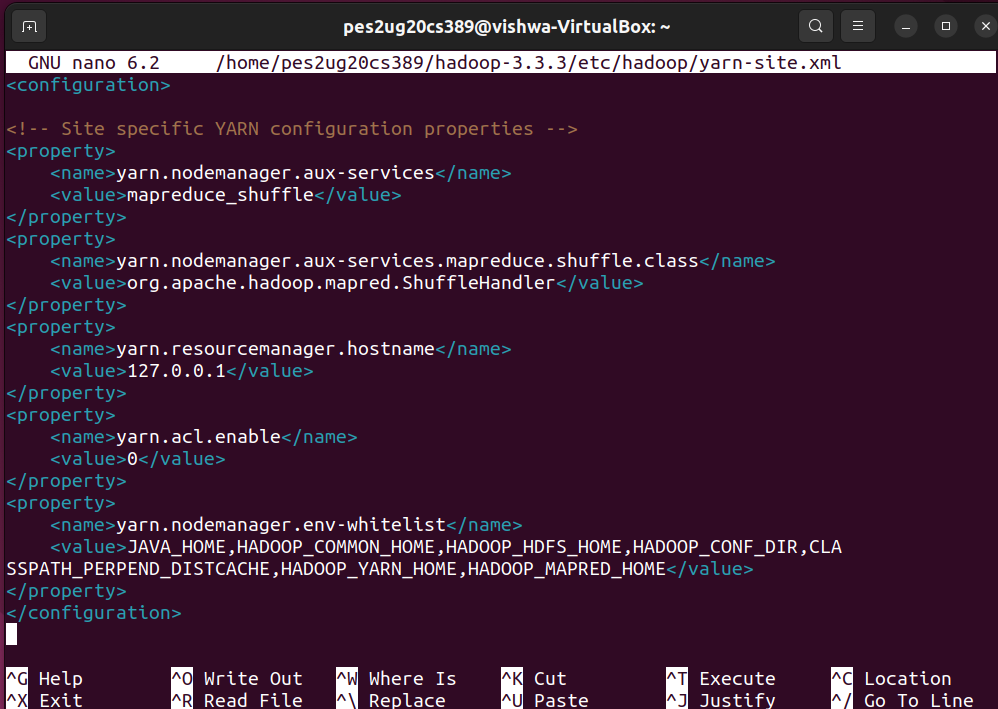 pes2ug20cs389@vishwa-VirtualBox: ~
GNU nano 6.2 /home/pes2ug20cs389/hadoop-3.3.3/etc/hadoop/yarn-site.xml
<configuration>
<!-- Site specific YARN configuration properties -->
<property>
<name>yarn.nodemanager.aux-services</name>
<value>mapreduce_shuffle</value>
</property>
<property>
<name>yarn.nodemanager.aux-services.mapreduce.shuffle.class</name>
<value>org.apache.hadoop.mapred.ShuffleHandler</value>
</property>
<property>
<name>yarn.resourcemanager.hostname</name>
<value>127.0.0.1</value>
</property>
<property>
<name>yarn.acl.enable</name>
<value>0</value>
</property>
<property>
<name>yarn.nodemanager.env-whitelist</name>
<value>JAVA_HOME,HADOOP_COMMON_HOME,HADOOP_HDFS_HOME,HADOOP_CONF_DIR,CLA
SSPATH_PERPEND_DISTCACHE,HADOOP_YARN_HOME,HADOOP_MAPRED_HOME</value>
</property>
</configuration>
^G Help ^O Write Out ^W Where Is ^K Cut ^T Execute ^C Location
^X Exit ^R Read File ^\ Replace ^U Paste ^J Justify ^/ Go To Line